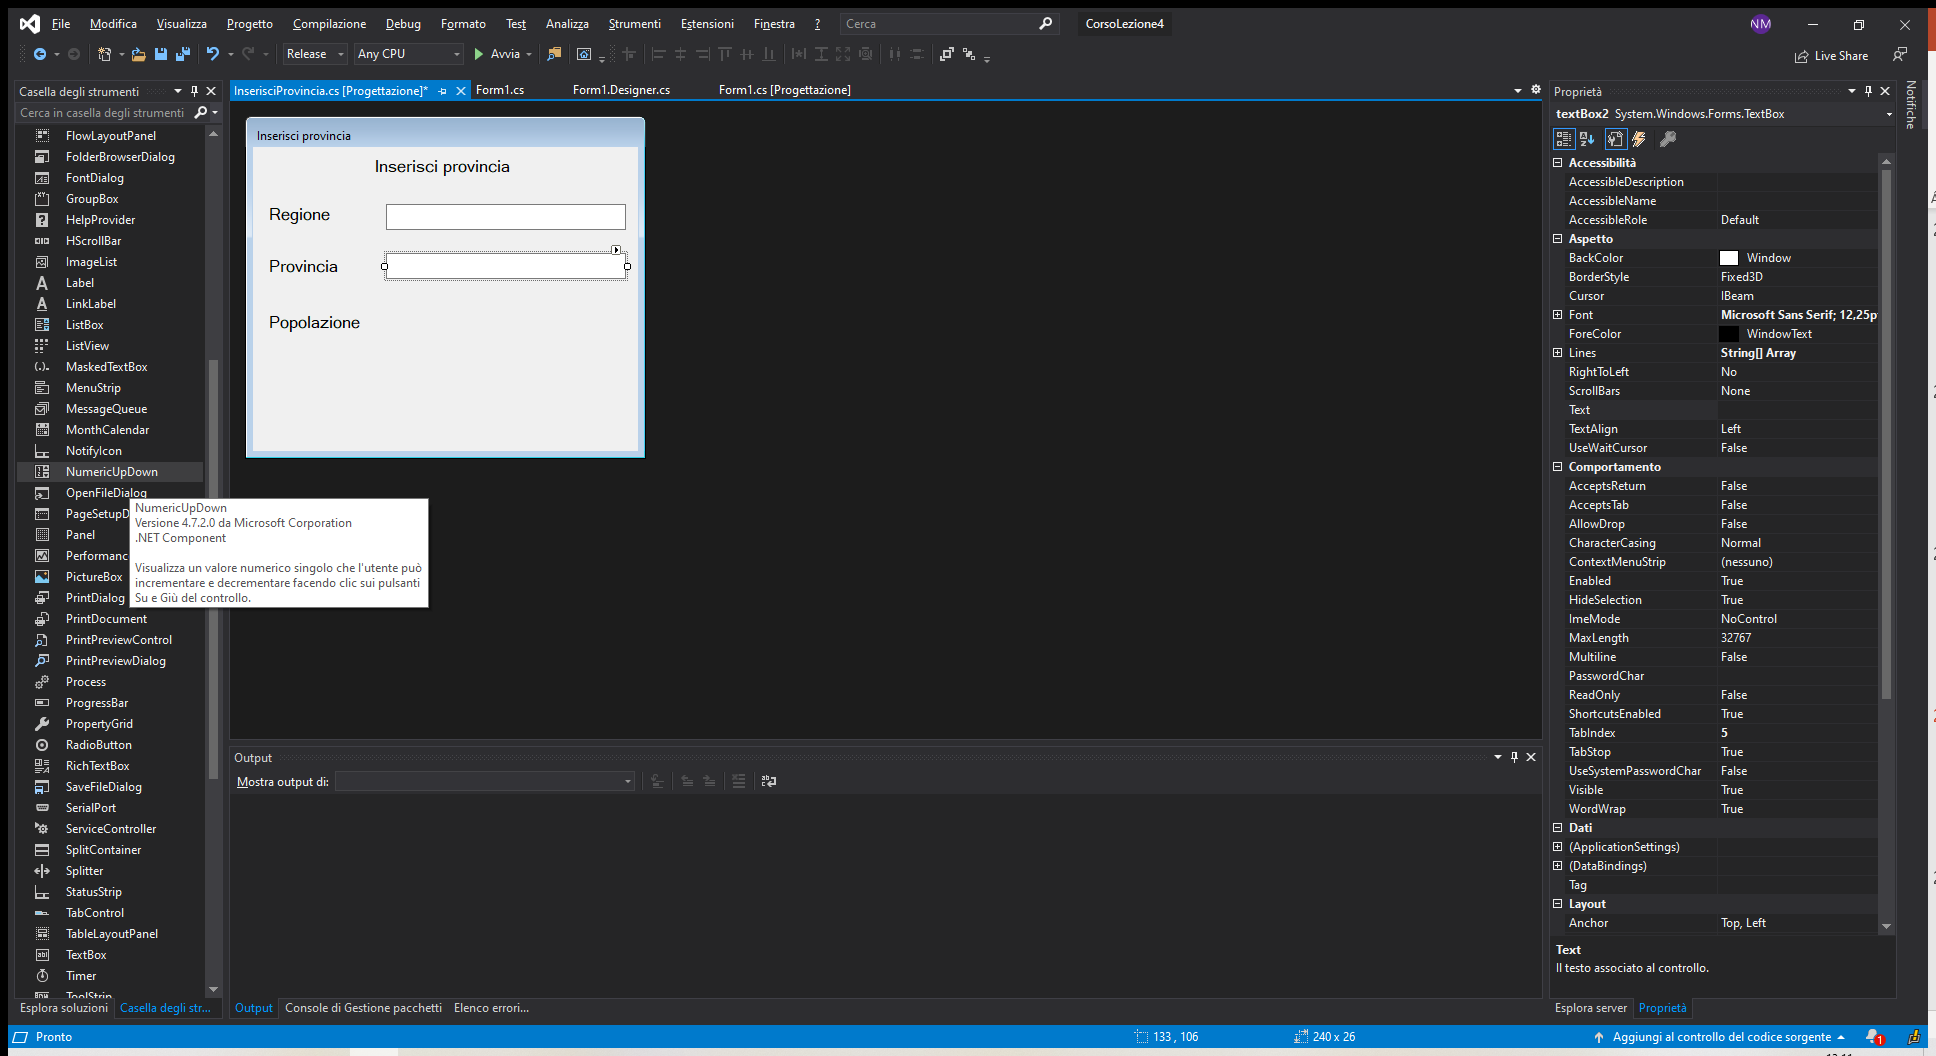 File Modifica Visualizza Progetto Compilazione Debug Formato Test Analizza Strumenti Estensioni Finestra ? Cerca CorsoLezione4 NM
Release Any CPU Avvia Live Share
Casella degli strumenti
Cerca in casella degli strumenti
FlowLayoutPanel
FolderBrowserDialog
FontDialog
GroupBox
HelpProvider
HScrollBar
ImageList
Label
LinkLabel
ListBox
ListView
MaskedTextBox
MenuStrip
MessageQueue
MonthCalendar
NotifyIcon
NumericUpDown
OpenFileDialog
PageSetupD
Panel
Performanc
PictureBox
PrintDialog
PrintDocument
PrintPreviewControl
PrintPreviewDialog
Process
ProgressBar
PropertyGrid
RadioButton
RichTextBox
SaveFileDialog
SerialPort
ServiceController
SplitContainer
Splitter
StatusStrip
TabControl
TableLayoutPanel
TextBox
Timer
ToolStrip
Esplora soluzioni Casella degli str...
NumericUpDown
Versione 4.7.2.0 da Microsoft Corporation
.NET Component
Visualizza un valore numerico singolo che l'utente può
incrementare e decrementare facendo clic sui pulsanti
Su e Giù del controllo.
InserisciProvincia.cs [Progettazione]* Form1.cs Form1.Designer.cs Form1.cs [Progettazione]
Inserisci provincia
Inserisci provincia
Regione
Provincia
Popolazione
Output
Mostra output di:
Output Console di Gestione pacchetti Elenco errori...
Proprietà
textBox2 System.Windows.Forms.TextBox
Accessibilità
AccessibleDescription
AccessibleName
AccessibleRole Default
Aspetto
BackColor Window
BorderStyle Fixed3D
Cursor IBeam
Font Microsoft Sans Serif; 12,25p
ForeColor WindowText
Lines String[] Array
RightToLeft No
ScrollBars None
Text
TextAlign Left
UseWaitCursor False
Comportamento
AcceptsReturn False
AcceptsTab False
AllowDrop False
CharacterCasing Normal
ContextMenuStrip (nessuno)
Enabled True
HideSelection True
ImeMode NoControl
MaxLength 32767
Multiline False
PasswordChar
ReadOnly False
ShortcutsEnabled True
TabIndex 5
TabStop True
UseSystemPasswordChar False
Visible True
WordWrap True
Dati
(ApplicationSettings)
(DataBindings)
Tag
Layout
Anchor Top, Left
Text
Il testo associato al controllo.
Esplora server Proprietà
Notifiche
Pronto 133 , 106 240 x 26 Aggiungi al controllo del codice sorgente 1